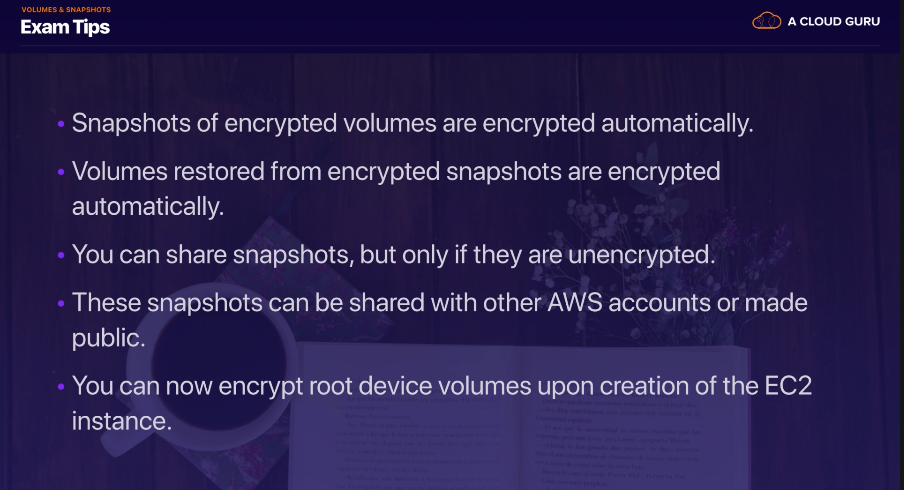 VOLUMES & SNAPSHOTS
Exam Tips
A CLOUD GURU
• Snapshots of encrypted volumes are encrypted automatically.
• Volumes restored from encrypted snapshots are encrypted
automatically.
• You can share snapshots, but only if they are unencrypted.
• These snapshots can be shared with other AWS accounts or made
public.
• You can now encrypt root device volumes upon creation of the EC2
instance.